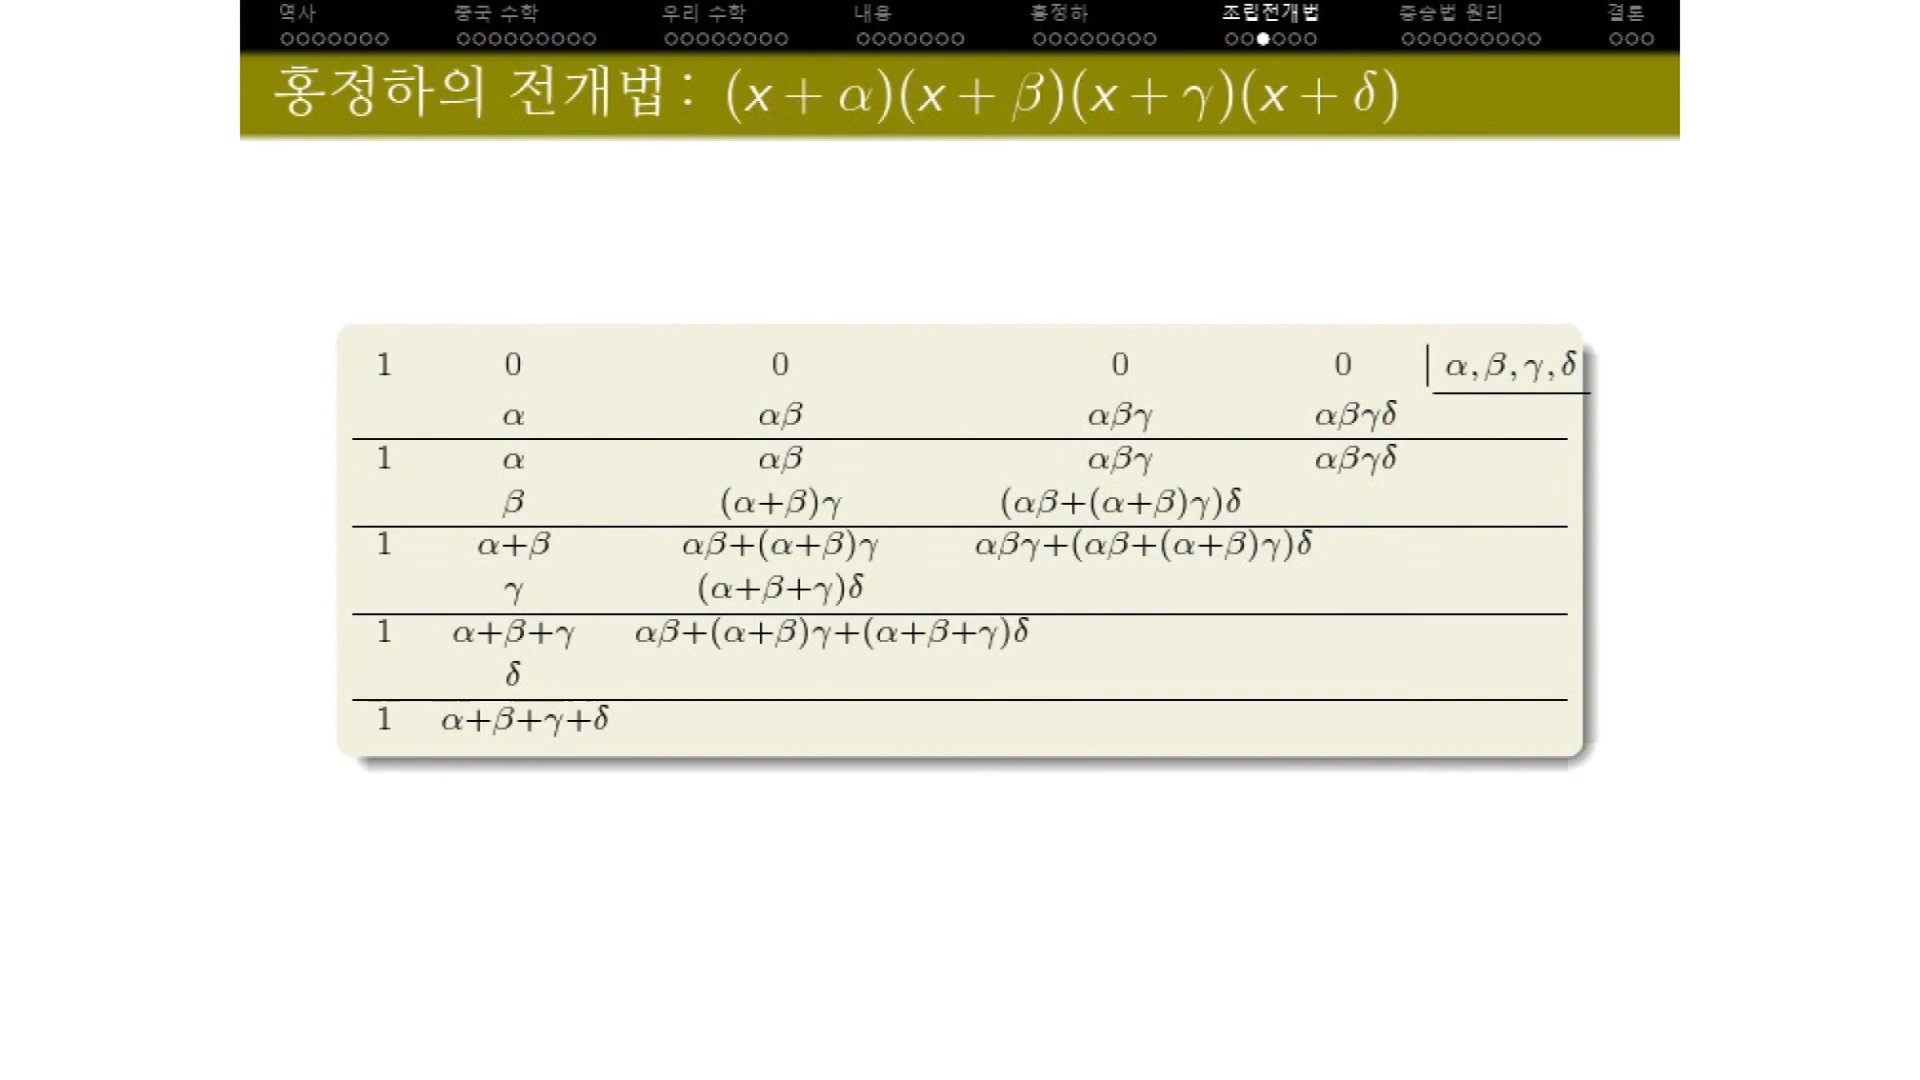 역사 중국 수학 우리 수학 내용 홍정하 조립전개법 증승법 원리 결론
홍정하의 전개법 : (x + α)(x + β)(x + γ)(x + δ)
1 0 0 0 0 | α, β, γ, δ
α αβ αβγ αβγδ
1 α αβ αβγ αβγδ
β (α+β)γ (αβ+(α+β)γ)δ
1 α+β αβ+(α+β)γ αβγ+(αβ+(α+β)γ)δ
γ (α+β+γ)δ
1 α+β+γ αβ+(α+β)γ+(α+β+γ)δ
δ
1 α+β+γ+δ